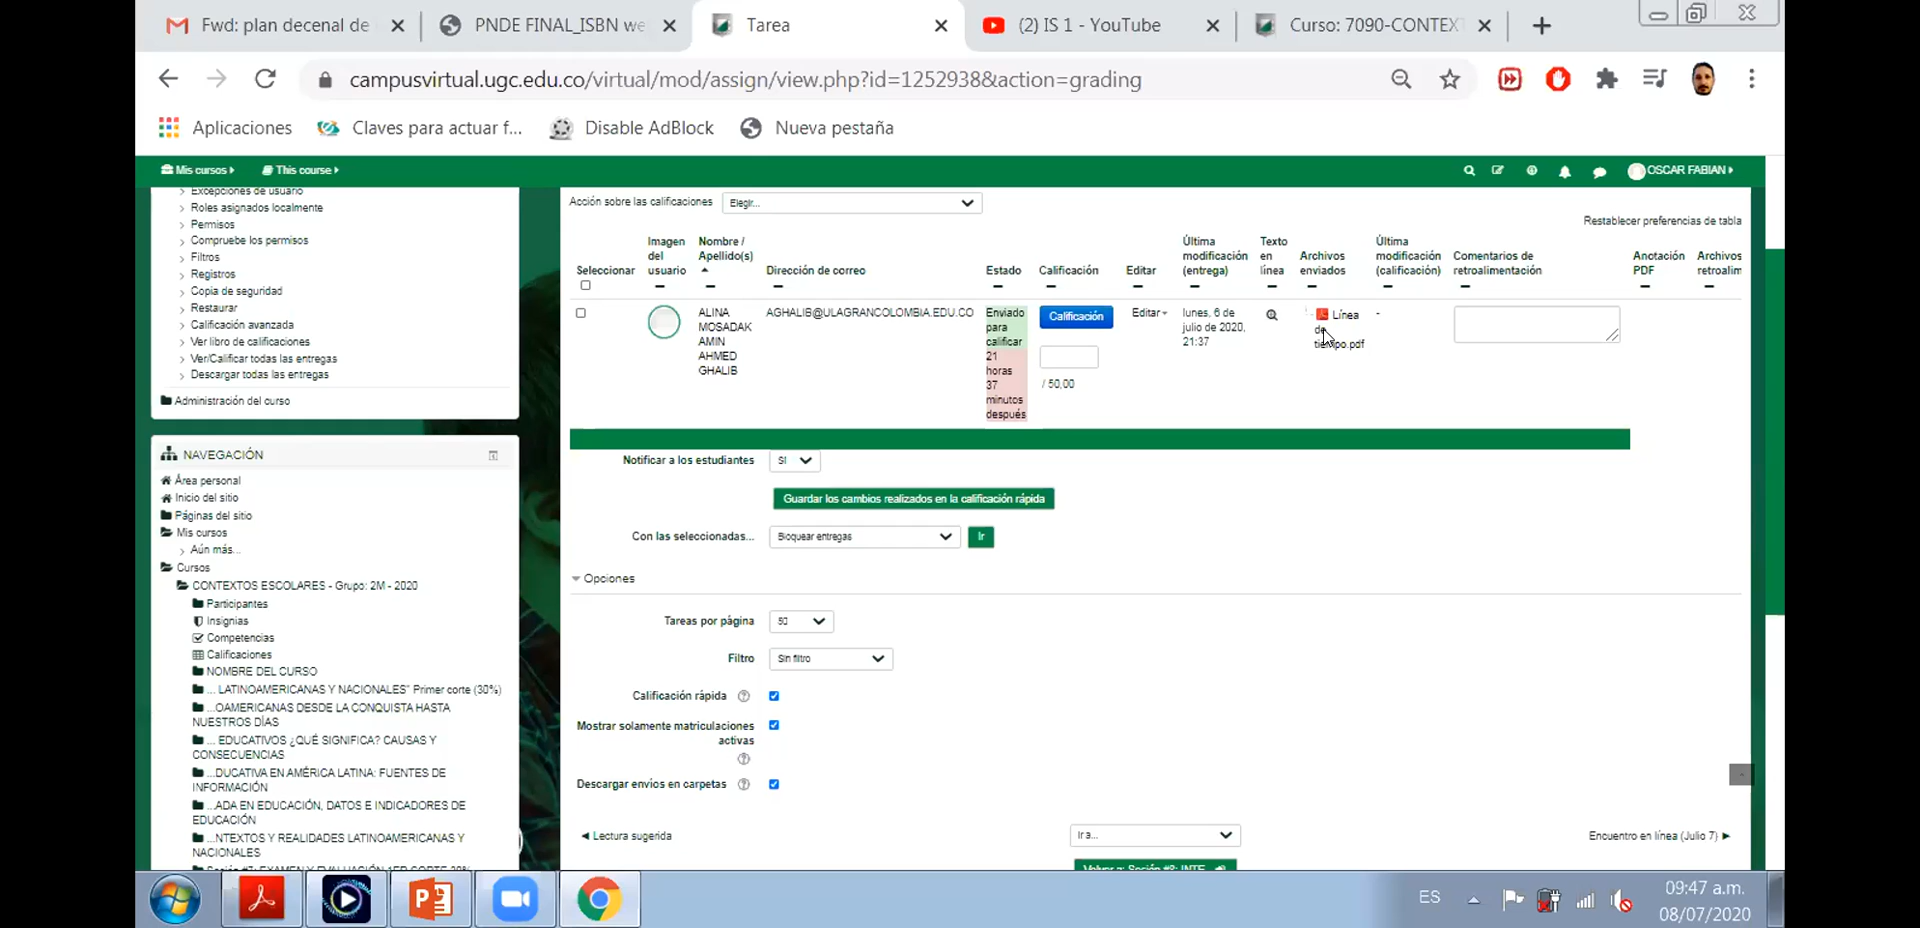 Fwd: plan decenal de
PNDE FINAL_ISBN we
Tarea
(2) IS 1 - YouTube
Curso: 7090-CONTEXT
campusvirtual.ugc.edu.co/virtual/mod/assign/view.php?id=1252938&action=grading
Aplicaciones
Claves para actuar f...
Disable AdBlock
Nueva pestaña
Mis cursos
This course
OSCAR FABIAN
Excepciones de usuario
Roles asignados localmente
Permisos
Compruebe los permisos
Filtros
Registros
Copia de seguridad
Restaurar
Calificación avanzada
Ver libro de calificaciones
Ver/Calificar todas las entregas
Descargar todas las entregas
Administración del curso
NAVEGACIÓN
Área personal
Inicio del sitio
Páginas del sitio
Mis cursos
Aún más...
Cursos
CONTEXTOS ESCOLARES - Grupo: 2M - 2020
Participantes
Insignias
Competencias
Calificaciones
NOMBRE DEL CURSO
... LATINOAMERICANAS Y NACIONALES" Primer corte (30%)
...OAMERICANAS DESDE LA CONQUISTA HASTA
NUESTROS DÍAS
... EDUCATIVOS ¿QUÉ SIGNIFICA? CAUSAS Y
CONSECUENCIAS
...DUCATIVA EN AMÉRICA LATINA: FUENTES DE
INFORMACIÓN
...ADA EN EDUCACIÓN, DATOS E INDICADORES DE
EDUCACIÓN
...NTEXTOS Y REALIDADES LATINOAMERICANAS Y
NACIONALES
Acción sobre las calificaciones
Elegir...
Restablecer preferencias de tabla
Seleccionar
Imagen
del
usuario
Nombre /
Apellido(s)
Dirección de correo
Estado
Calificación
Editar
Última
modificación
(entrega)
Texto
en
línea
Archivos
enviados
Última
modificación
(calificación)
Comentarios de
retroalimentación
Anotación
PDF
Archivos
retroalim
ALINA
MOSADAK
AMIN
AHMED
GHALIB
AGHALIB@ULAGRANCOLOMBIA.EDU.CO
Enviado
para
calificar
21
horas
37
minutos
después
Calificación
/ 50,00
Editar
lunes, 6 de
julio de 2020,
21:37
Línea
de
tiempo.pdf
-
Notificar a los estudiantes
Sí
Guardar los cambios realizados en la calificación rápida
Con las seleccionadas...
Bloquear entregas
Ir
Opciones
Tareas por página
50
Filtro
Sin filtro
Calificación rápida
Mostrar solamente matriculaciones
activas
Descargar envíos en carpetas
Lectura sugerida
Ir a...
Encuentro en línea (Julio 7)
ES
09:47 a.m.
08/07/2020